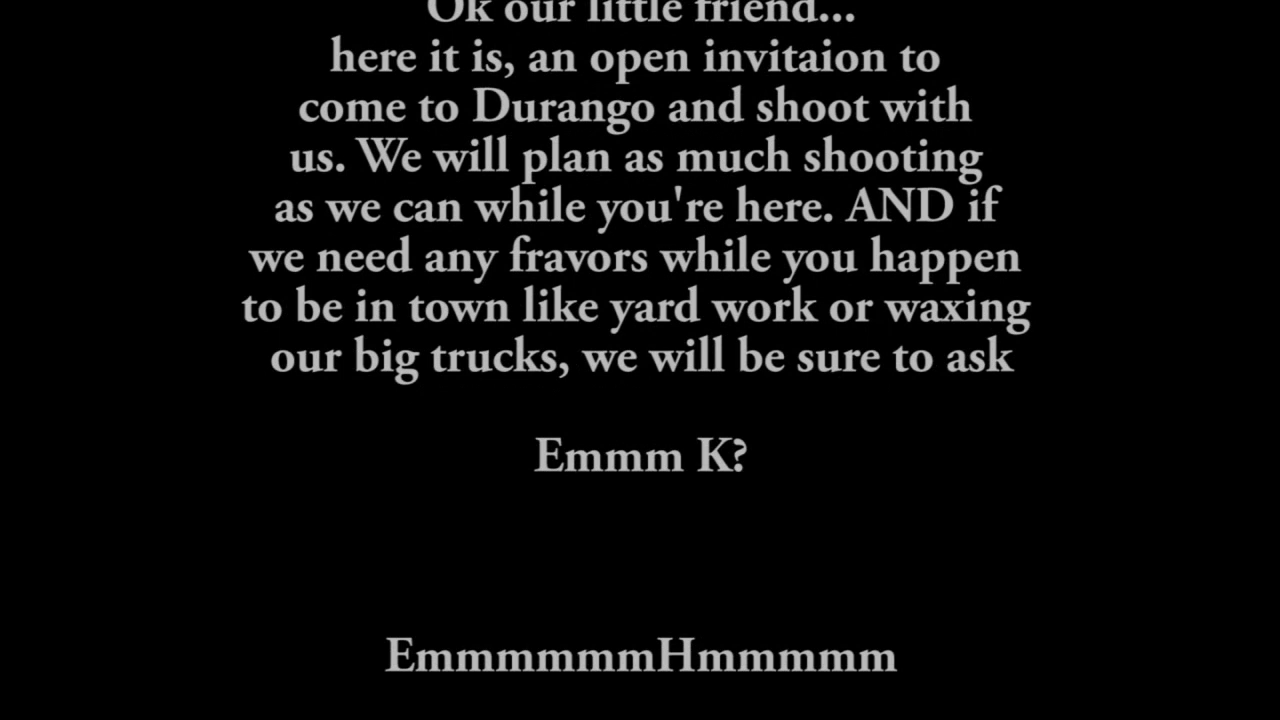 Ok our little friend...
here it is, an open invitaion to
come to Durango and shoot with
us. We will plan as much shooting
as we can while you're here. AND if
we need any fravors while you happen
to be in town like yard work or waxing
our big trucks, we will be sure to ask
Emmm K?
EmmmmmmHmmmmm